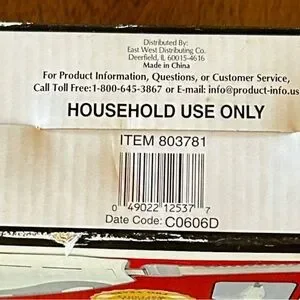 Distributed By:
East West Distributing Co.
Deerfield, IL 60015-4616
Made in China
For Product Information, Questions, or Customer Service,
Call Toll Free:1-800-645-3867 or E-mail: info@product-info.us
HOUSEHOLD USE ONLY
ITEM 803781
0 49022 12537 7
Date Code: C0606D